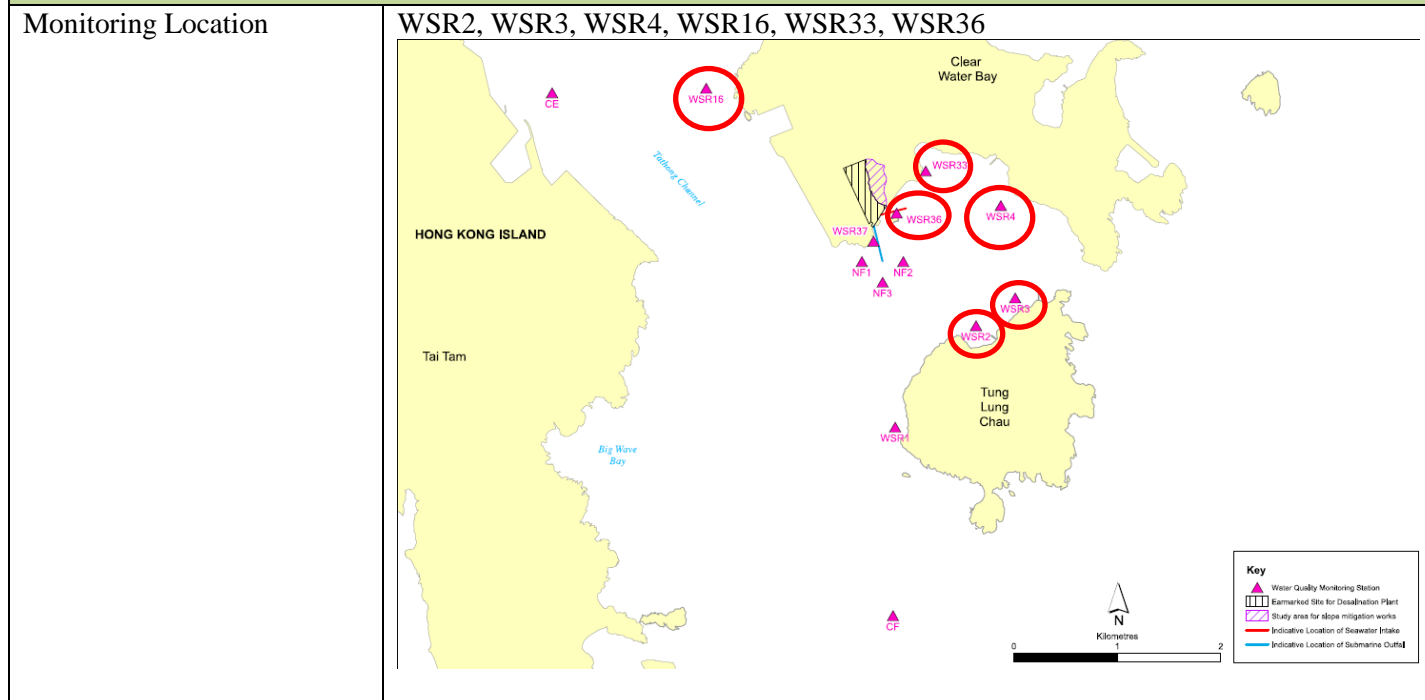 Monitoring Location
WSR2, WSR3, WSR4, WSR16, WSR33, WSR36
Clear
Water Bay
CE
WSR16
Tathong Channel
WSR33
WSR36
WSR4
HONG KONG ISLAND
WSR37
NF1
NF2
NF3
WSR3
WSR2
Tai Tam
Tung
Lung
Chau
WSR1
Big Wave
Bay
CF
N
Kilometres
0
1
2
Key
Water Quality Monitoring Station
Earmarked Site for Desalination Plant
Study area for slope mitigation works
Indicative Location of Seawater Intake
Indicative Location of Submarine Outfall